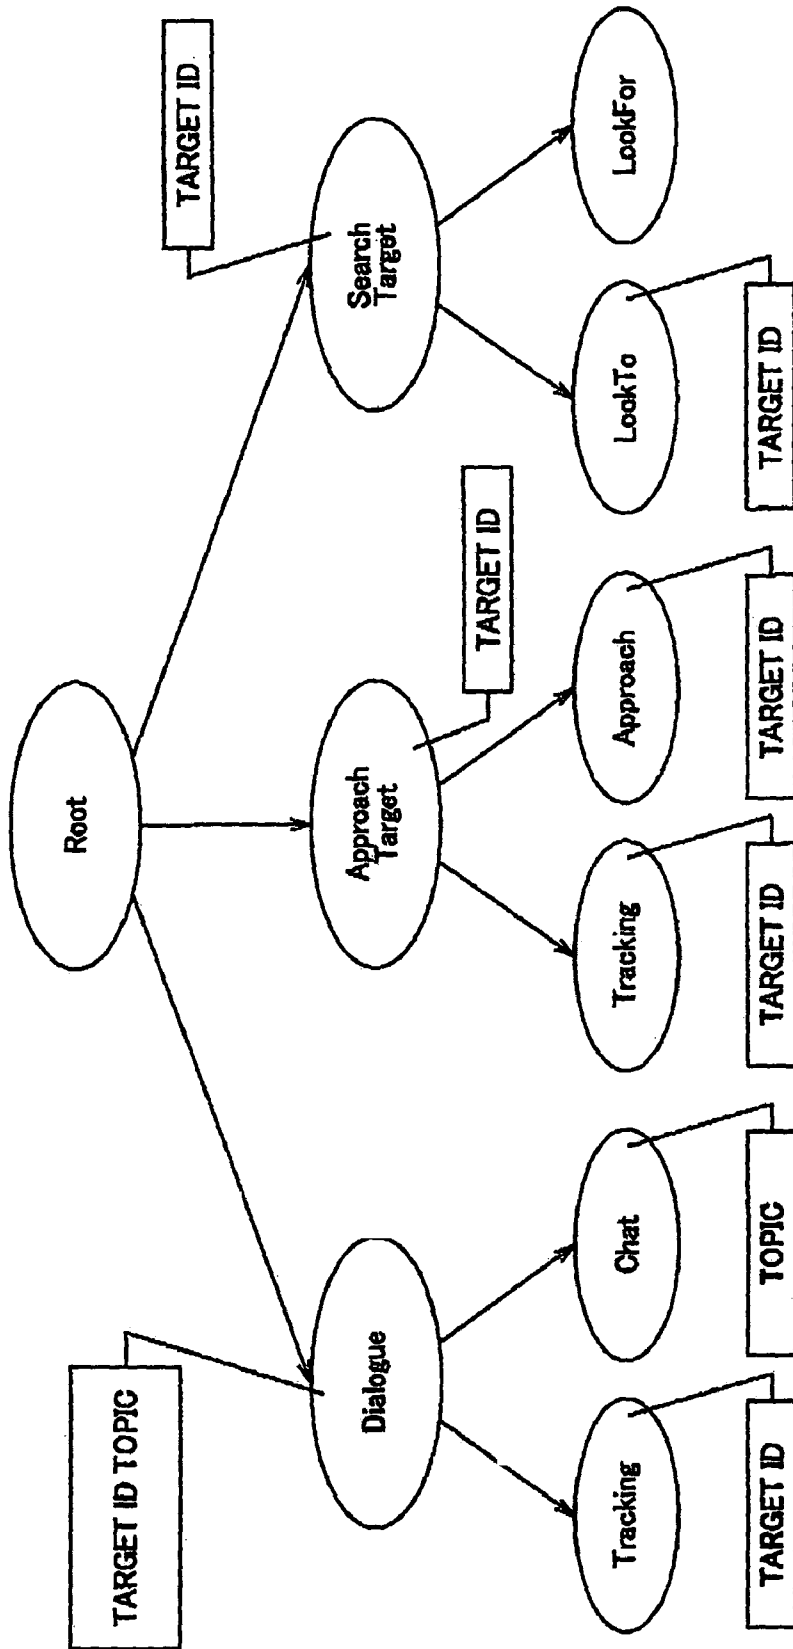 Root
TARGET ID TOPIC
TARGET ID
Dialogue
Approach
Target
Search
Target
TARGET ID
Tracking
Chat
Tracking
Approach
LookTo
LookFor
TARGET ID
TOPIC
TARGET ID
TARGET ID
TARGET ID